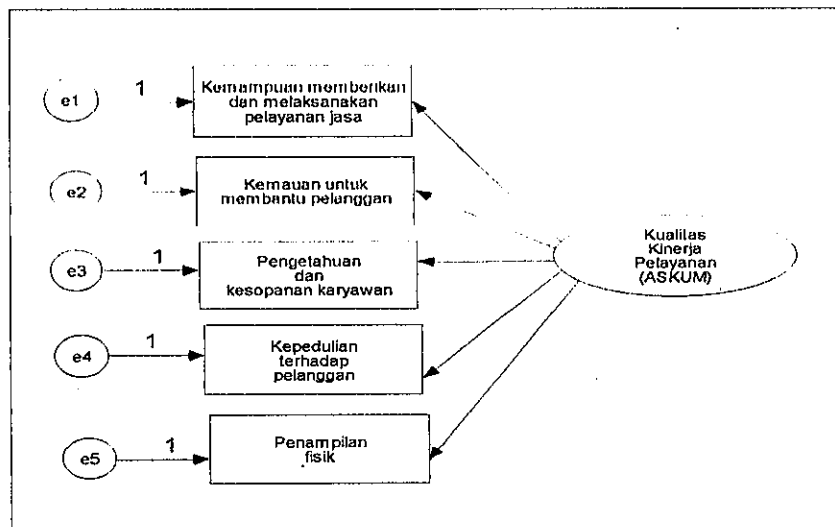 e1
1
Kemampuan memberikan
dan melaksanakan
pelayanan jasa
e2
1
Kemauan untuk
membantu pelanggan
e3
1
Pengetahuan
dan
kesopanan karyawan
e4
1
Kepedulian
terhadap
pelanggan
e5
1
Penampilan
fisik
Kualitas
Kinerja
Pelayanan
(ASKUM)